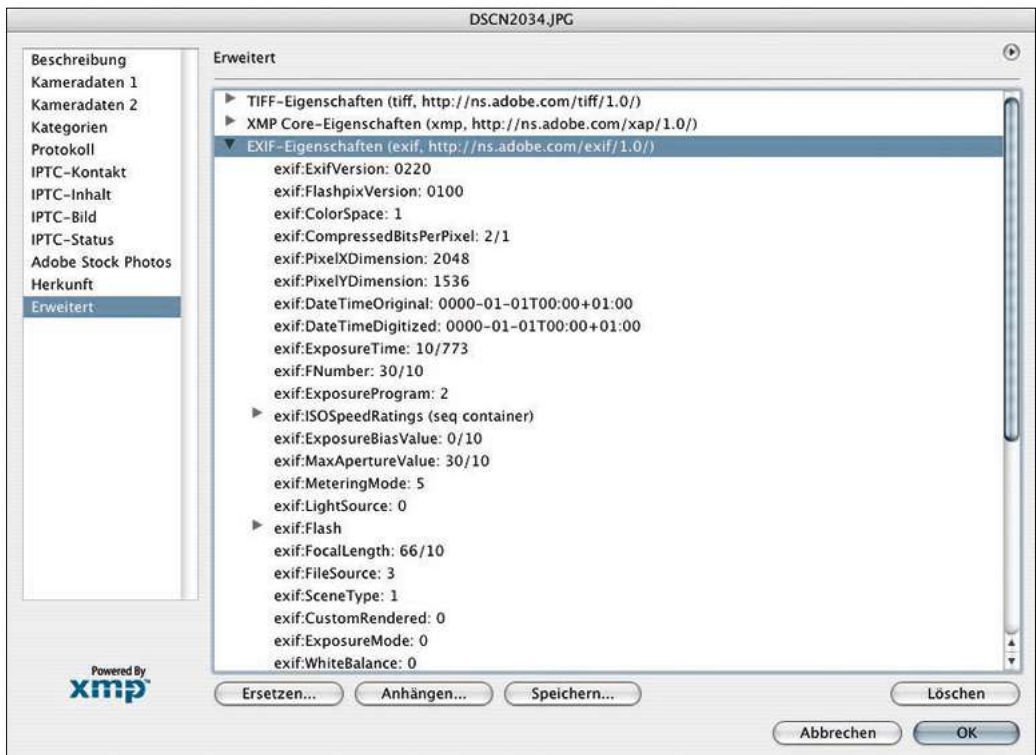 DSCN2034.JPG
Beschreibung
Kameradaten 1
Kameradaten 2
Kategorien
Protokoll
IPTC-Kontakt
IPTC-Inhalt
IPTC-Bild
IPTC-Status
Adobe Stock Photos
Herkunft
Erweitert
Powered By
xmp
Erweitert
TIFF-Eigenschaften (tiff, http://ns.adobe.com/tiff/1.0/)
XMP Core-Eigenschaften (xmp, http://ns.adobe.com/xap/1.0/)
EXIF-Eigenschaften (exif, http://ns.adobe.com/exif/1.0/)
exif:ExifVersion: 0220
exif:FlashpixVersion: 0100
exif:ColorSpace: 1
exif:CompressedBitsPerPixel: 2/1
exif:PixelXDimension: 2048
exif:PixelYDimension: 1536
exif:DateTimeOriginal: 0000-01-01T00:00+01:00
exif:DateTimeDigitized: 0000-01-01T00:00+01:00
exif:ExposureTime: 10/773
exif:FNumber: 30/10
exif:ExposureProgram: 2
exif:ISOSpeedRatings (seq container)
exif:ExposureBiasValue: 0/10
exif:MaxApertureValue: 30/10
exif:MeteringMode: 5
exif:LightSource: 0
exif:Flash
exif:FocalLength: 66/10
exif:FileSource: 3
exif:SceneType: 1
exif:CustomRendered: 0
exif:ExposureMode: 0
exif:WhiteBalance: 0
Ersetzen...
Anhängen...
Speichern...
Löschen
Abbrechen
OK